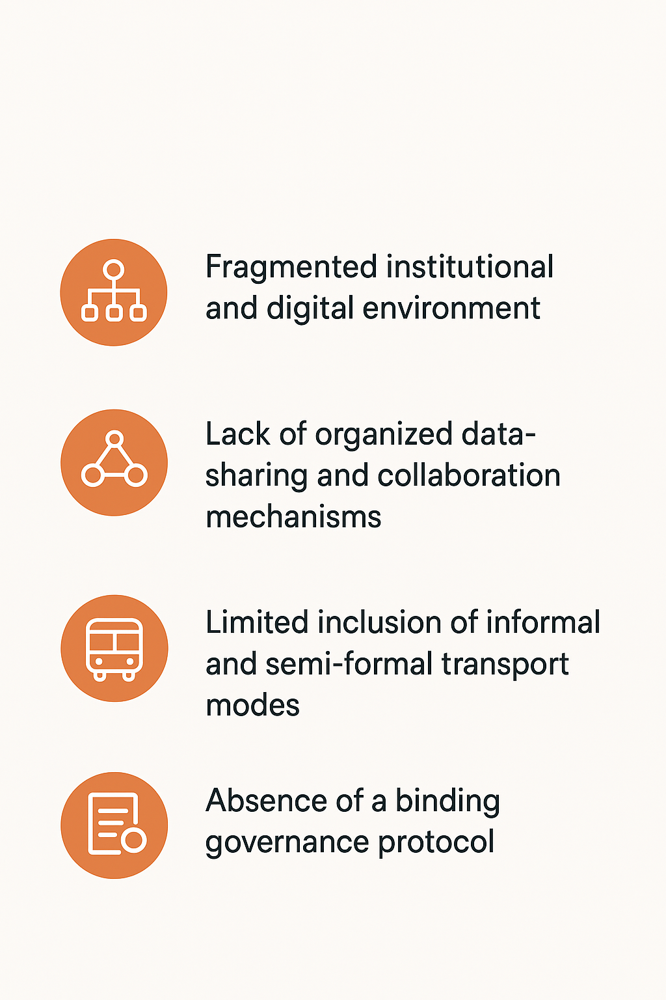 Fragmented institutional
and digital environment
Lack of organized data-
sharing and collaboration
mechanisms
Limited inclusion of informal
and semi-formal transport
modes
Absence of a binding
governance protocol